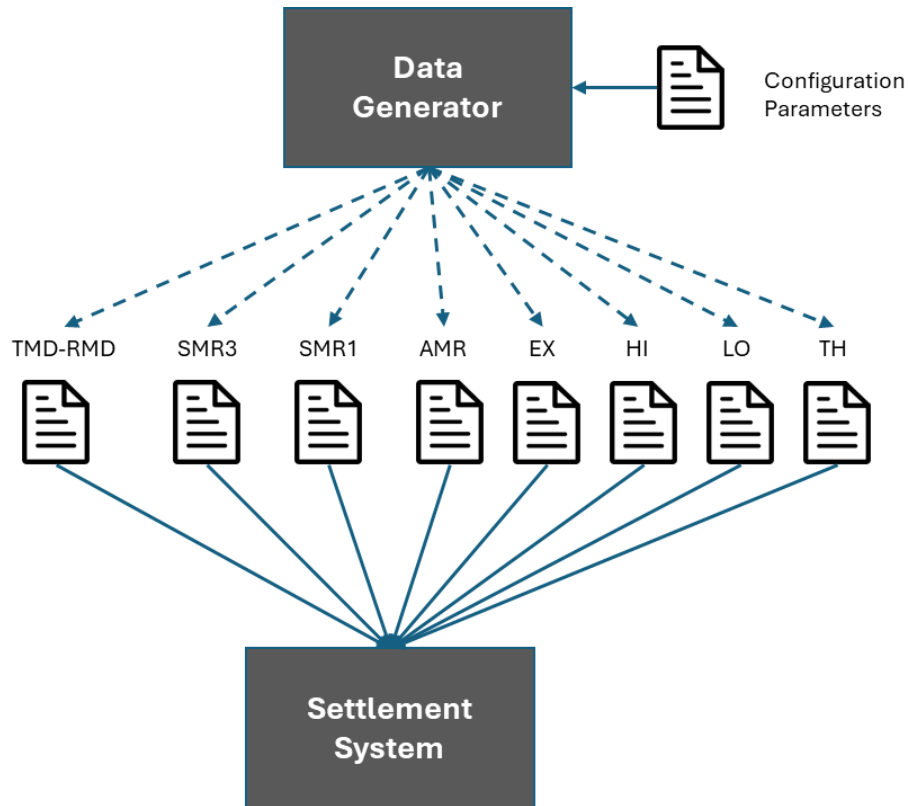 Data
Generator
Configuration
Parameters
TMD-RMD SMR3 SMR1 AMR EX HI LO TH
Settlement
System